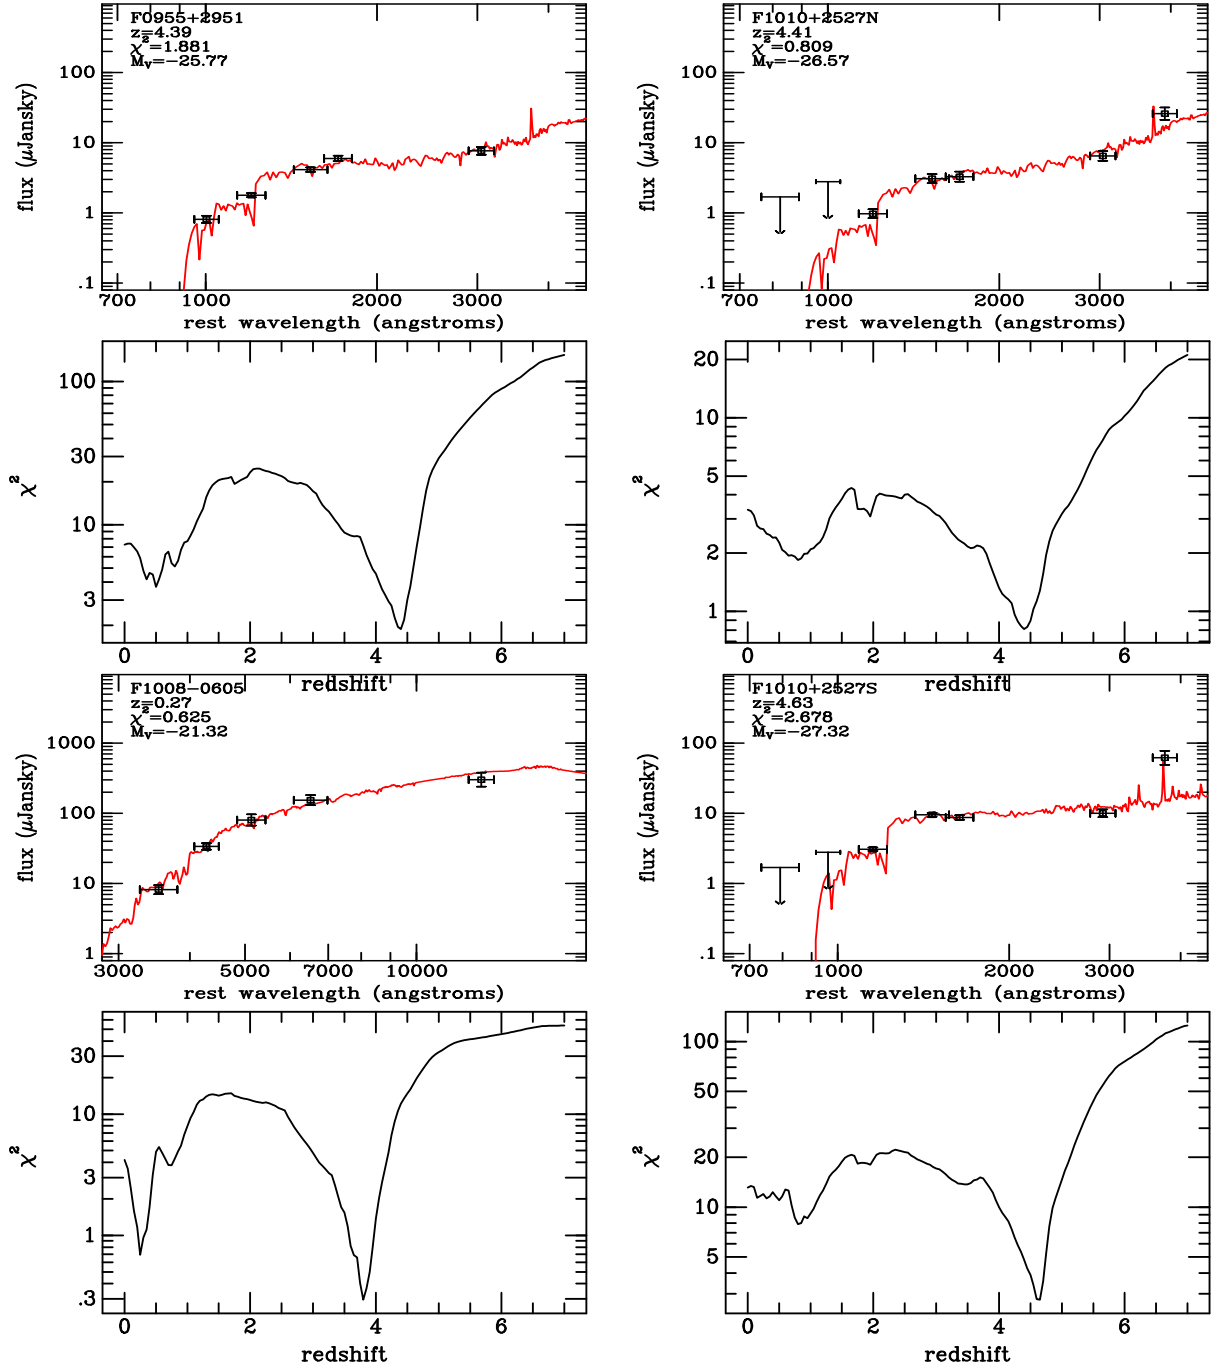 F0955+2951
z=4.39
χ²=1.881
M_V=−25.77
100
10
1
.1
flux (μJansky)
700 1000 2000 3000
rest wavelength (angstroms)
F1010+2527N
z=4.41
χ²=0.809
M_V=−26.57
100
10
1
.1
flux (μJansky)
700 1000 2000 3000
rest wavelength (angstroms)
100
30
10
3
χ²
0 2 4 6
redshift
20
10
5
2
1
χ²
0 2 4 6
redshift
F1008−0605
z=0.27
χ²=0.625
M_V=−21.32
1000
100
10
1
flux (μJansky)
3000 5000 7000 10000
rest wavelength (angstroms)
F1010+2527S
z=4.63
χ²=2.678
M_V=−27.32
100
10
1
.1
flux (μJansky)
700 1000 2000 3000
rest wavelength (angstroms)
30
10
3
1
.3
χ²
0 2 4 6
redshift
100
50
20
10
5
χ²
0 2 4 6
redshift